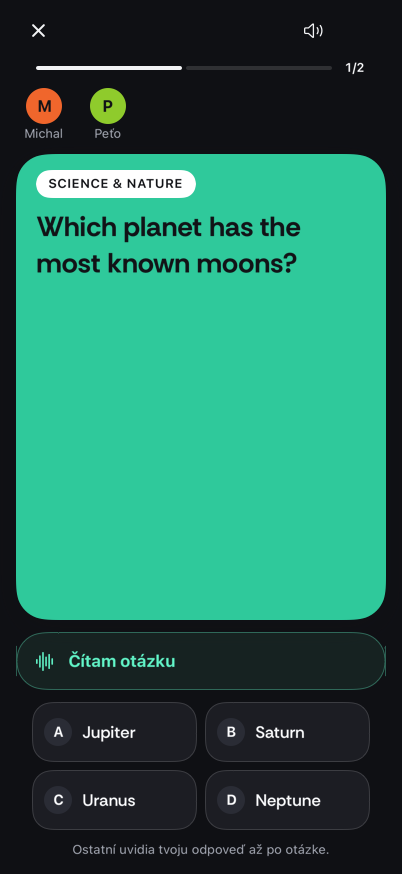 1/2
M
P
Michal
Peťo
SCIENCE & NATURE
Which planet has the
most known moons?
Čítam otázku
A Jupiter
B Saturn
C Uranus
D Neptune
Ostatní uvidia tvoju odpoveď až po otázke.